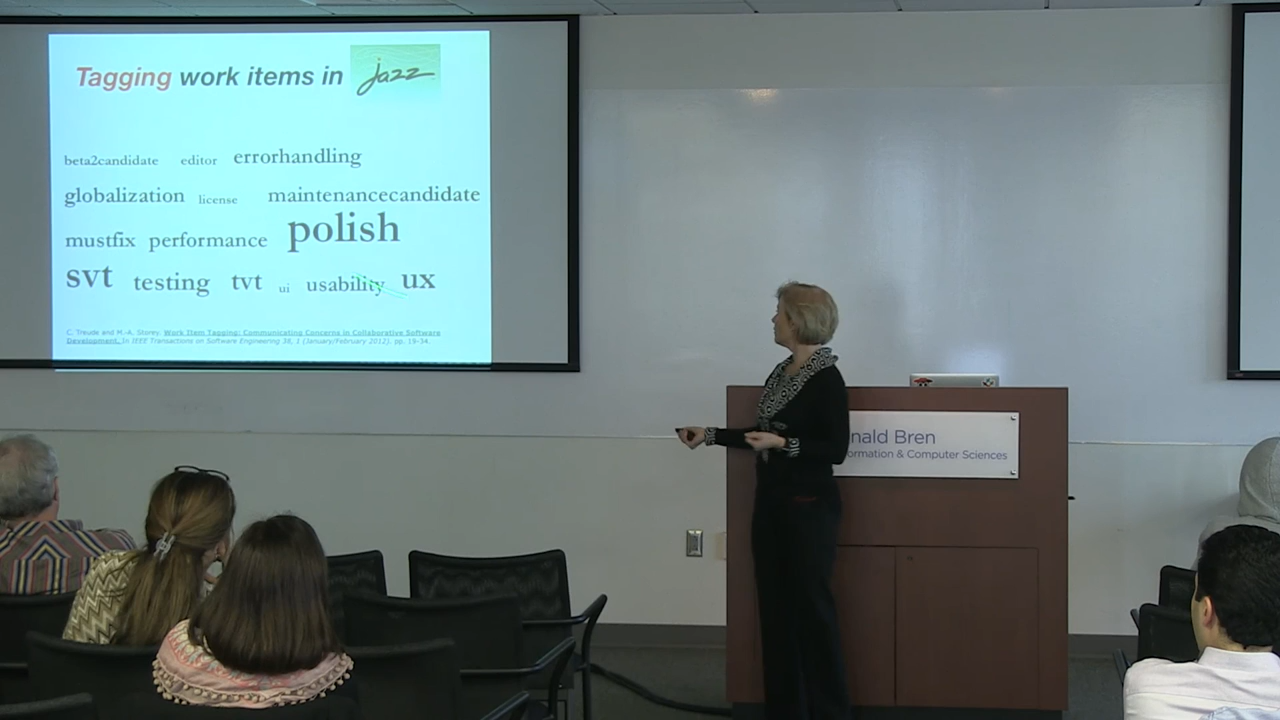 Tagging work items in jazz
beta2candidate editor errorhandling
globalization license maintenancecandidate
mustfix performance polish
svt testing tvt ui usability ux
C. Treude and M.-A. Storey. Work Item Tagging: Communicating Concerns in Collaborative Software
Development. In IEEE Transactions on Software Engineering 38, 1 (January/February 2012). pp. 19-34.
nald Bren
ormation & Computer Sciences